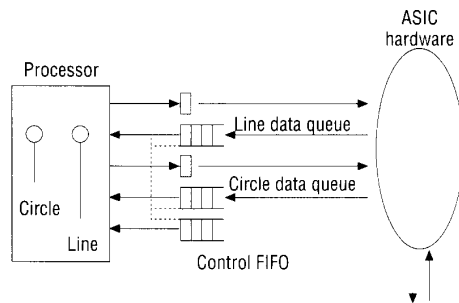 ASIC
hardware
Processor
Line data queue
Circle data queue
Circle
Line
Control FIFO